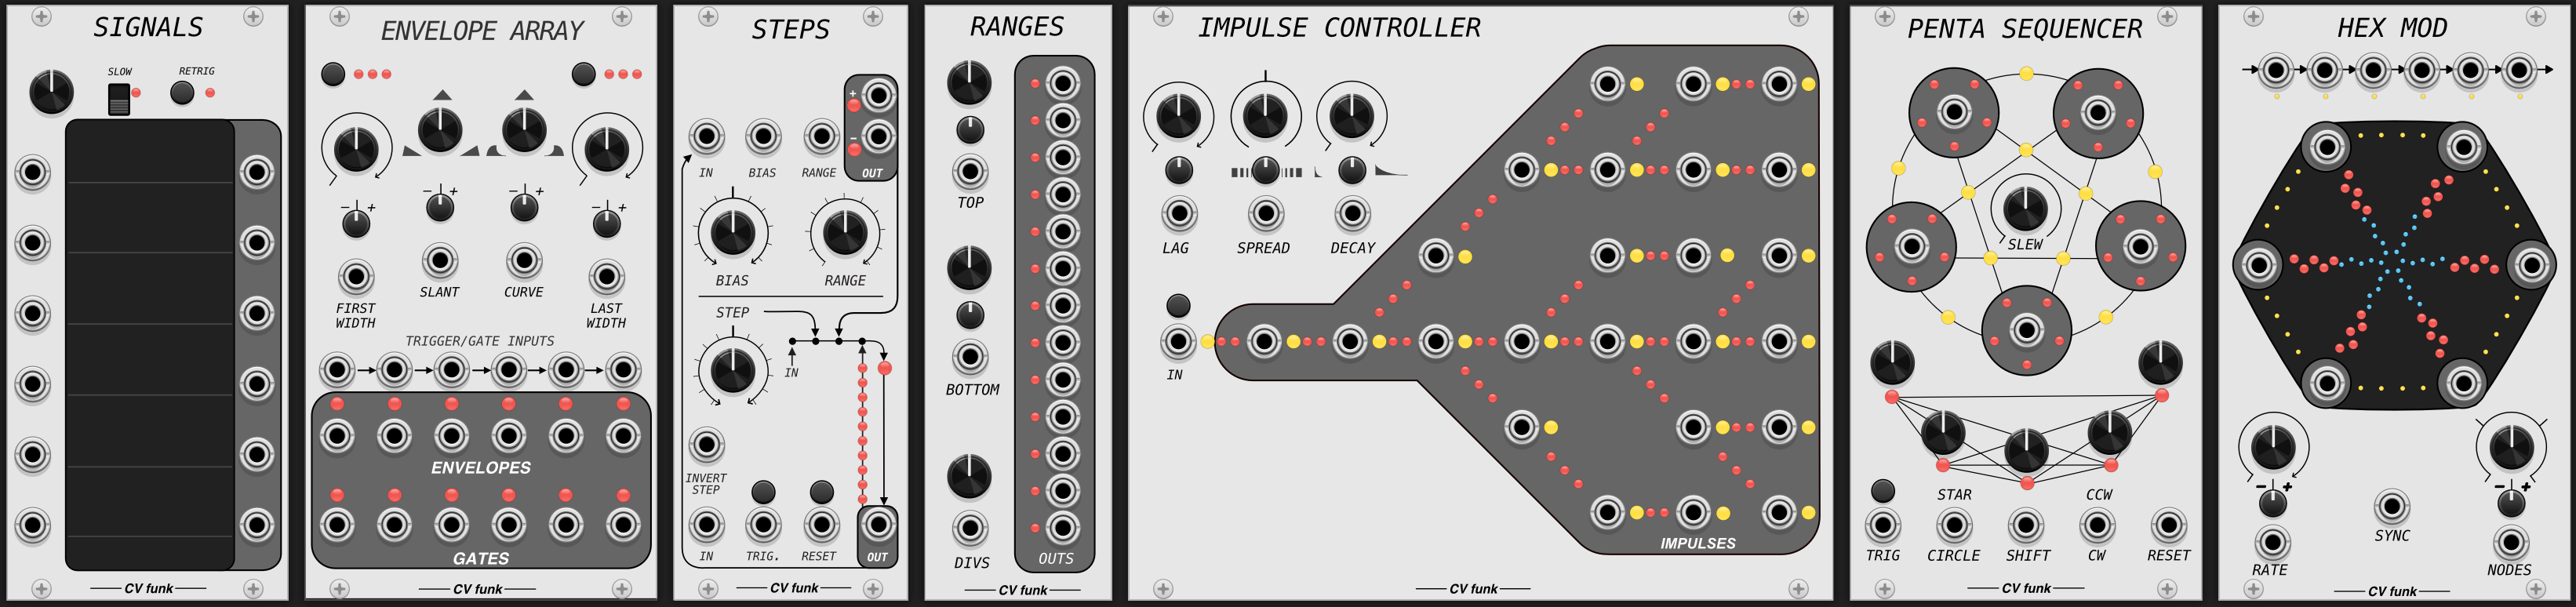 SIGNALS
SLOW
RETRIG
CV funk
ENVELOPE ARRAY
- | +
- | +
- | +
- | +
FIRST
WIDTH
SLANT
CURVE
LAST
WIDTH
TRIGGER/GATE INPUTS
ENVELOPES
GATES
CV funk
STEPS
+
-
IN
BIAS
RANGE
OUT
BIAS
RANGE
STEP
IN
INVERT
STEP
IN
TRIG.
RESET
OUT
CV funk
RANGES
TOP
BOTTOM
DIVS
OUTS
CV funk
IMPULSE CONTROLLER
LAG
SPREAD
DECAY
IN
IMPULSES
CV funk
PENTA SEQUENCER
SLEW
STAR
CCW
TRIG
CIRCLE
SHIFT
CW
RESET
CV funk
HEX MOD
- +
- +
SYNC
RATE
NODES
CV funk